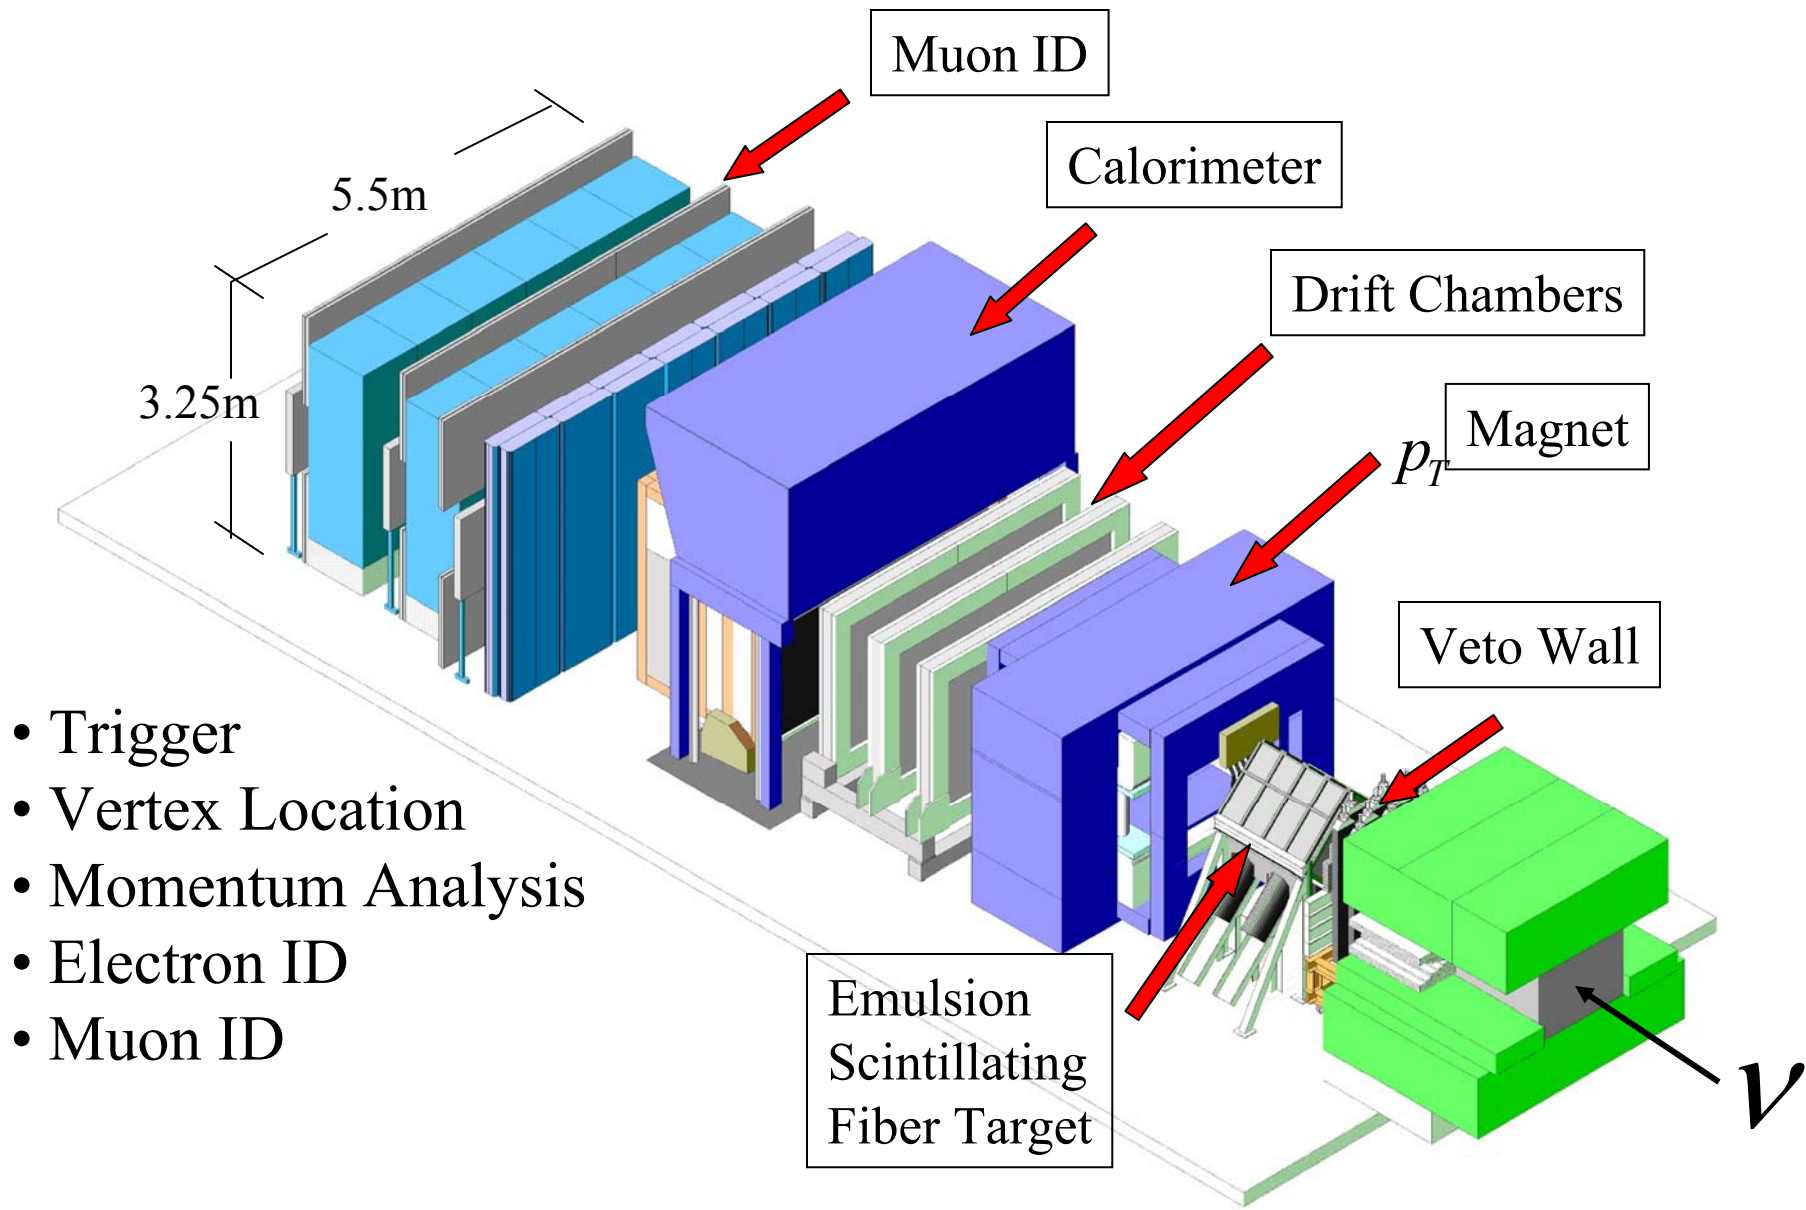 Muon ID
Calorimeter
5.5m
Drift Chambers
3.25m
Magnet
pT
Veto Wall
• Trigger
• Vertex Location
• Momentum Analysis
• Electron ID
• Muon ID
Emulsion
Scintillating
Fiber Target
ν